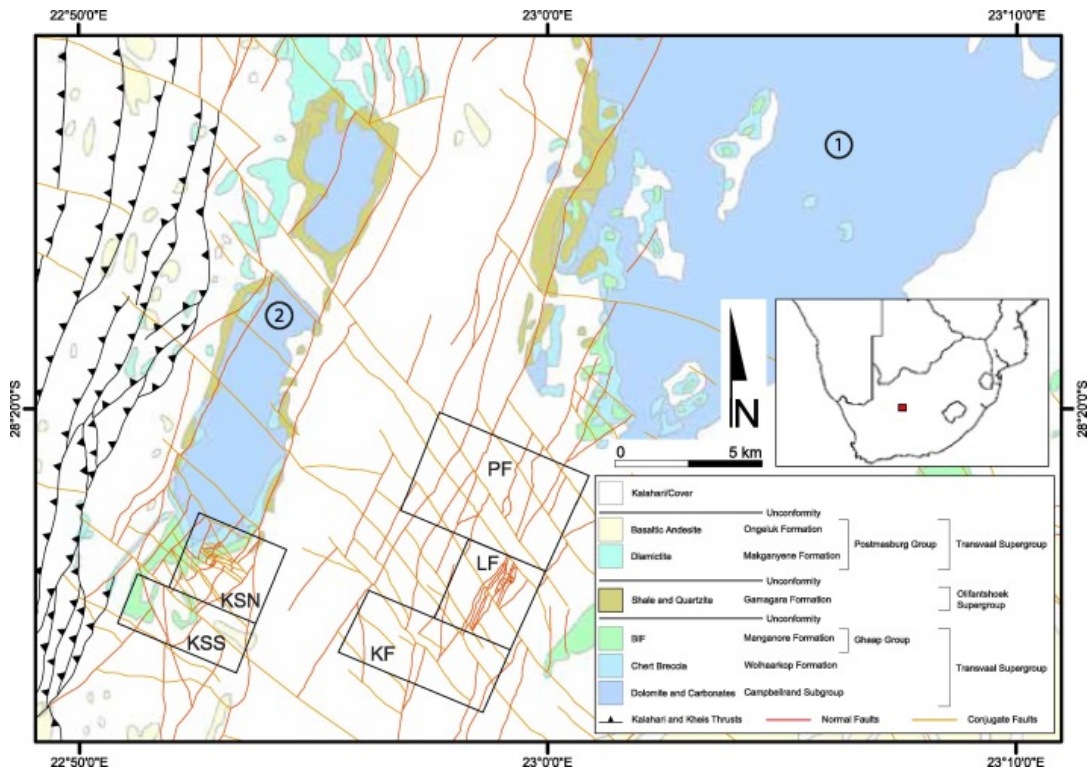 22°50'0"E 23°0'0"E 23°10'0"E
1
2
28°20'0"S 28°20'0"S
N
0 5 km
PF
LF
KSN
KSS
KF
Kalahari/Cover
Unconformity
Basaltic Andesite Ongeluk Formation
Postmasburg Group Transvaal Supergroup
Diamictite Makganyene Formation
Unconformity
Shale and Quartzite Gamagara Formation Olifantshoek Supergroup
Unconformity
BIF Manganore Formation Ghaap Group
Chert Breccia Wolhaarkop Formation Transvaal Supergroup
Dolomite and Carbonates Campbellrand Subgroup
Kalahari and Kheis Thrusts Normal Faults Conjugate Faults
22°50'0"E 23°0'0"E 23°10'0"E